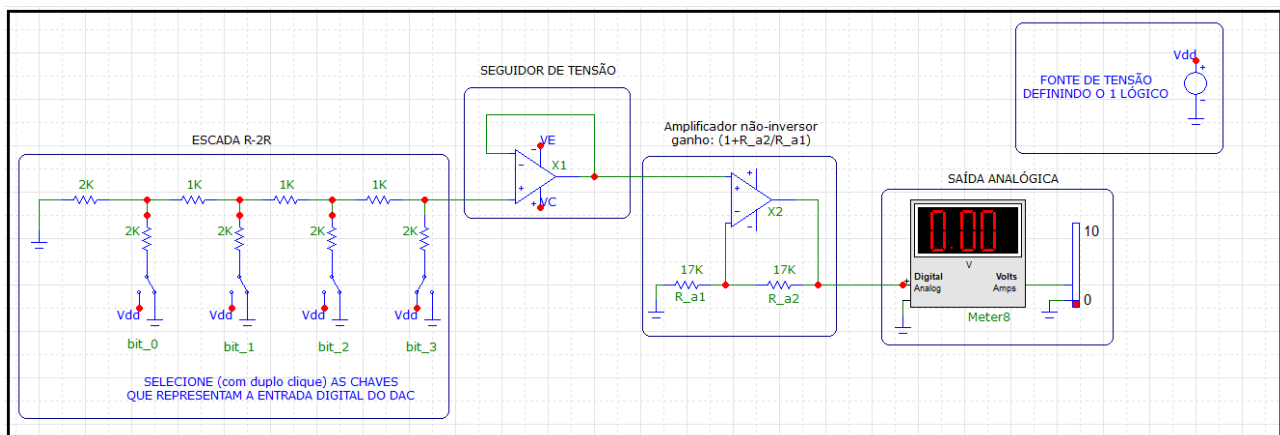 Vdd
+
FONTE DE TENSÃO
DEFININDO O 1 LÓGICO
-
SEGUIDOR DE TENSÃO
VE
-
-
X1
+
+
VC
ESCADA R-2R
2K
1K
1K
1K
2K
2K
2K
2K
Vdd
Vdd
Vdd
Vdd
bit_0
bit_1
bit_2
bit_3
SELECIONE (com duplo clique) AS CHAVES
QUE REPRESENTAM A ENTRADA DIGITAL DO DAC
Amplificador não-inversor
ganho: (1+R_a2/R_a1)
+
+
-
-
X2
17K
17K
R_a1
R_a2
SAÍDA ANALÓGICA
0.00
V
+
Digital
Volts
Analog
Amps
Meter8
10
0